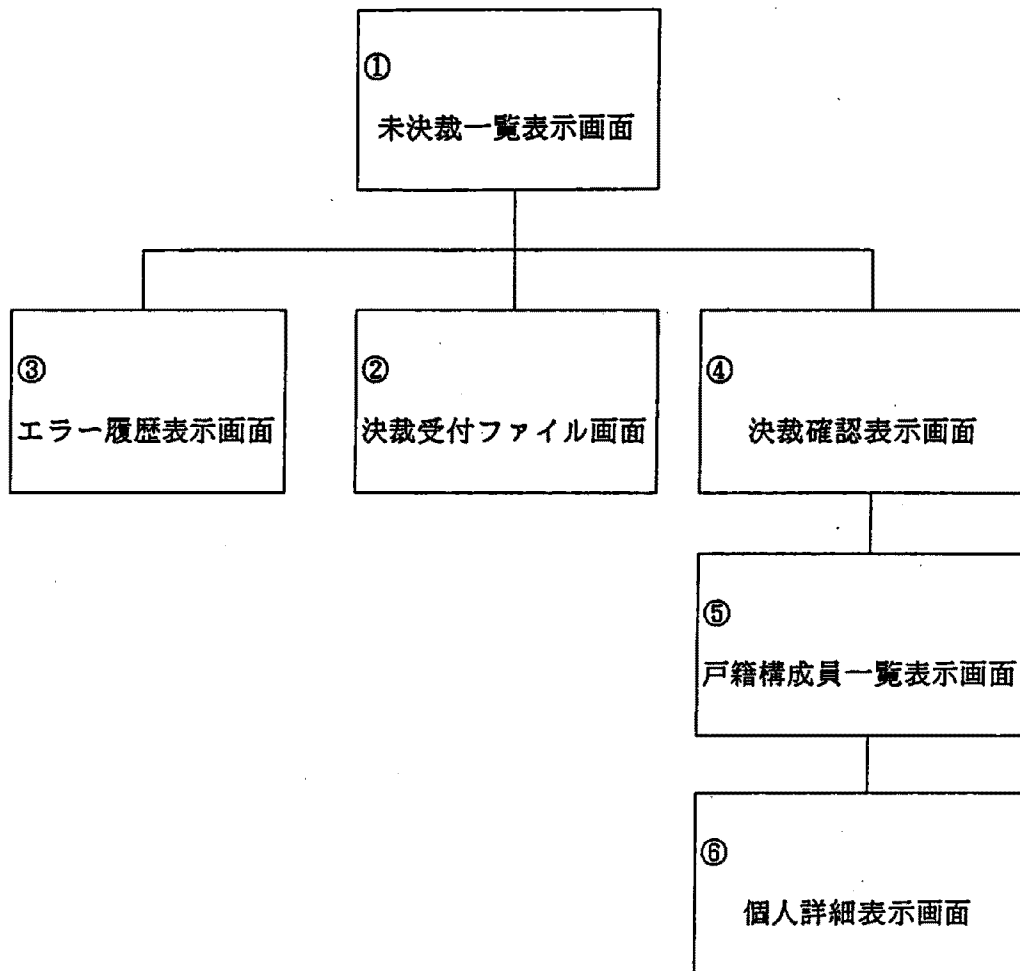 ①
未決裁一覧表示画面
③
エラー履歴表示画面
②
決裁受付ファイル画面
④
決裁確認表示画面
⑤
戸籍構成員一覧表示画面
⑥
個人詳細表示画面